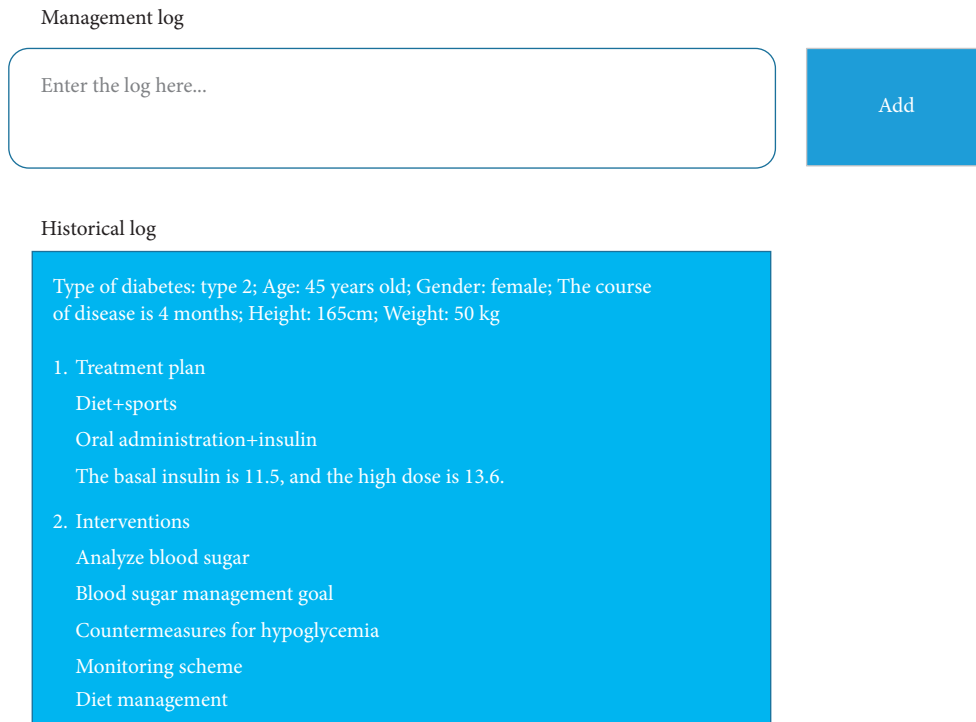 Management log
Enter the log here...
Add
Historical log
Type of diabetes: type 2; Age: 45 years old; Gender: female; The course
of disease is 4 months; Height: 165cm; Weight: 50 kg
1. Treatment plan
Diet+sports
Oral administration+insulin
The basal insulin is 11.5, and the high dose is 13.6.
2. Interventions
Analyze blood sugar
Blood sugar management goal
Countermeasures for hypoglycemia
Monitoring scheme
Diet management